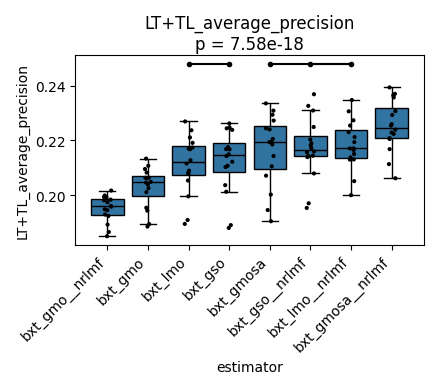 LT+TL_average_precision
p = 7.58e-18
LT+TL_average_precision
0.24
0.22
0.20
bxt_gmo__nrlmf
bxt_gmo
bxt_lmo
bxt_gso
bxt_gmosa
bxt_gso__nrlmf
bxt_lmo__nrlmf
bxt_gmosa__nrlmf
estimator